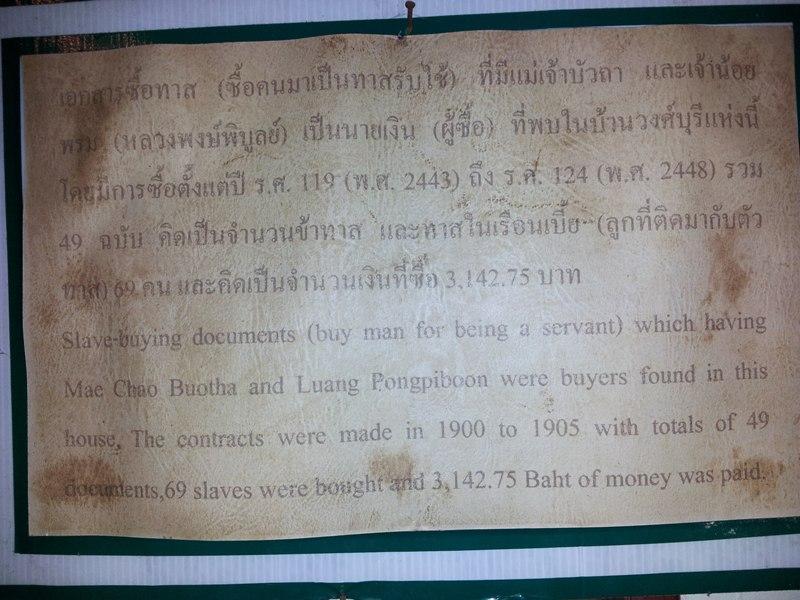 เอกสารซื้อทาส (ซื้อคนมาเป็นทาสรับใช้) ที่มีแม่เจ้าบัวถา และเจ้าน้อย
พรม (หลวงพงษ์พิบูลย์) เป็นนายเงิน (ผู้ซื้อ) ที่พบในบ้านวงศ์บุรีแห่งนี้
โดยมีการซื้อตั้งแต่ปี ร.ศ. 119 (พ.ศ. 2443) ถึง ร.ศ. 124 (พ.ศ. 2448) รวม
49 ฉบับ คิดเป็นจำนวนข้าทาส และทาสในเรือนเบี้ย (ลูกที่ติดมากับตัว
ทาส) 69 คน และคิดเป็นจำนวนเงินที่ซื้อ 3,142.75 บาท
Slave-buying documents (buy man for being a servant) which having
Mae Chao Buotha and Luang Pongpiboon were buyers found in this
house. The contracts were made in 1900 to 1905 with totals of 49
documents,69 slaves were bought and 3,142.75 Baht of money was paid.